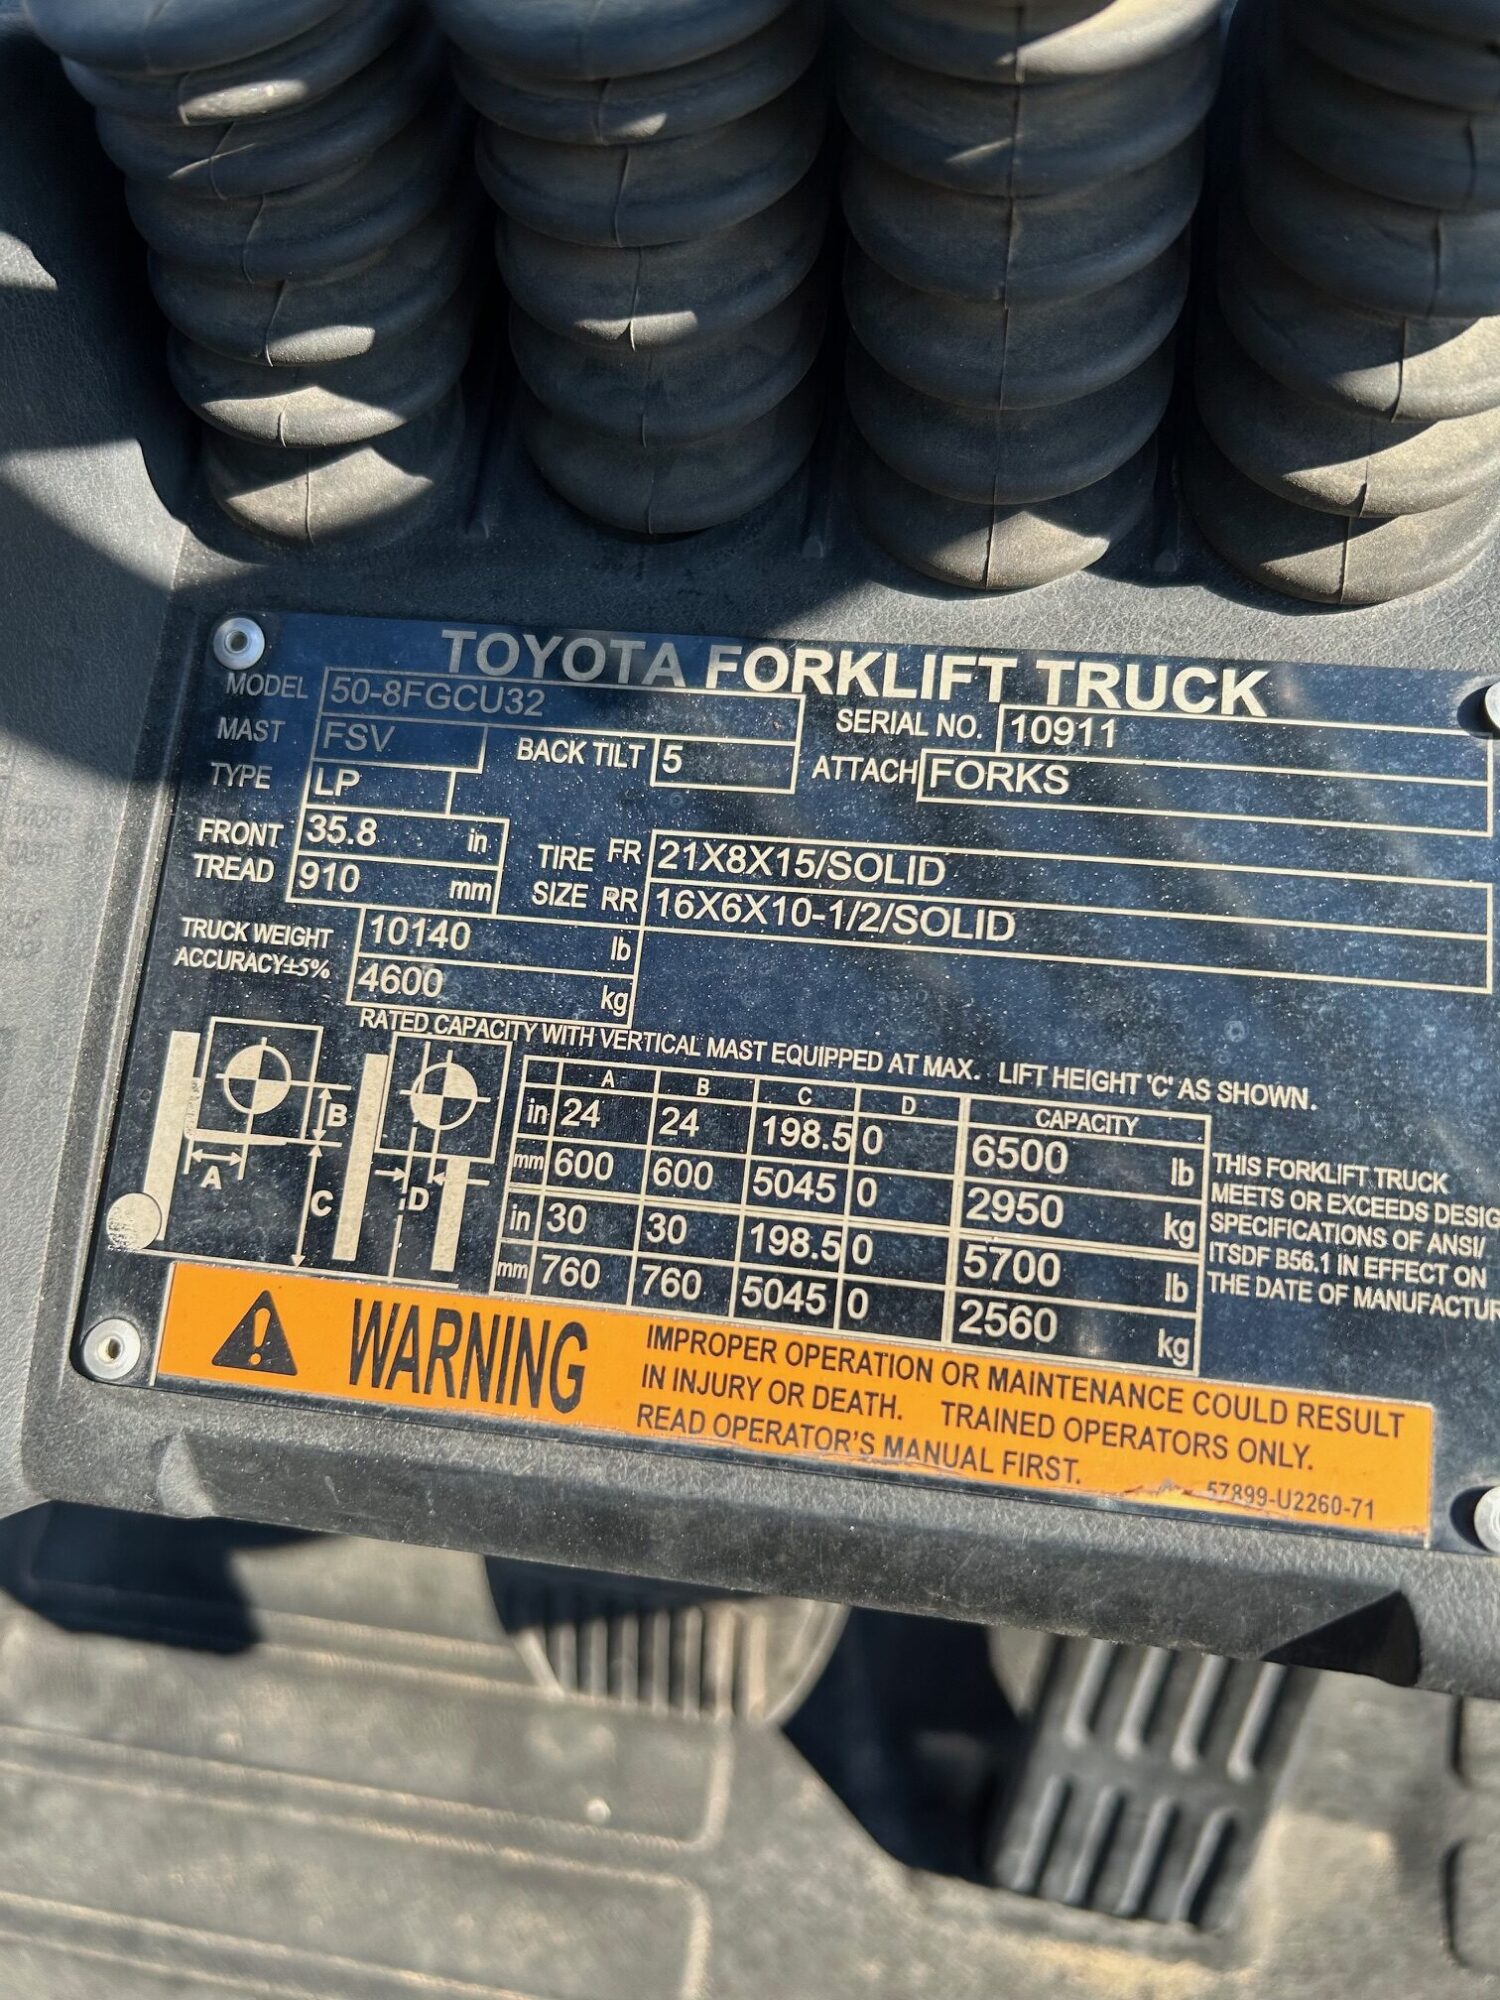 TOYOTA FORKLIFT TRUCK
MODEL 50-8FGCU32 SERIAL NO. 10911
MAST FSV BACK TILT 5 ATTACH FORKS
TYPE LP
FRONT TREAD 35.8 in
910 mm
TIRE SIZE FR 21X8X15/SOLID
RR 16X6X10-1/2/SOLID
TRUCK WEIGHT 10140 lb
ACCURACY±5% 4600 kg
RATED CAPACITY WITH VERTICAL MAST EQUIPPED AT MAX. LIFT HEIGHT 'C' AS SHOWN.
A B C D CAPACITY
in 24 24 198.5 0 6500 lb
mm 600 600 5045 0 2950 kg
in 30 30 198.5 0 5700 lb
mm 760 760 5045 0 2560 kg
B
A
C
D
THIS FORKLIFT TRUCK
MEETS OR EXCEEDS DESIG
SPECIFICATIONS OF ANSI/
ITSDF B56.1 IN EFFECT ON
THE DATE OF MANUFACTUR
WARNING
IMPROPER OPERATION OR MAINTENANCE COULD RESULT
IN INJURY OR DEATH. TRAINED OPERATORS ONLY.
READ OPERATOR'S MANUAL FIRST.
57899-U2260-71